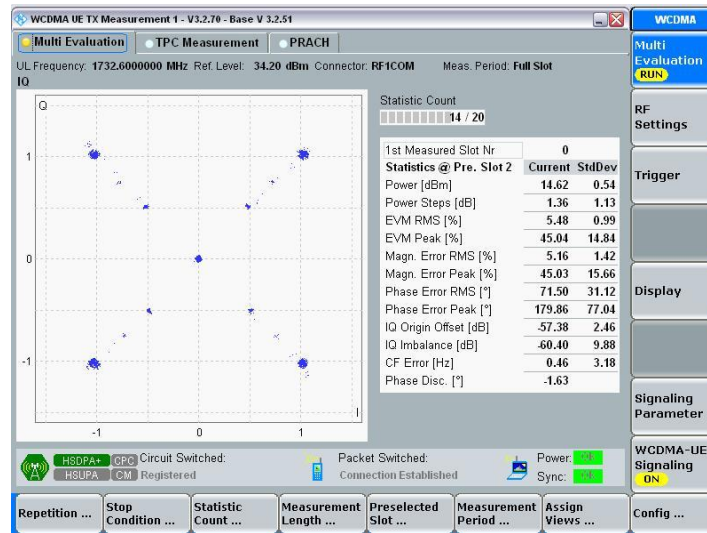 WCDMA UE TX Measurement 1 - V3.2.70 - Base V 3.2.51
WCDMA
Multi Evaluation
TPC Measurement
PRACH
Multi
Evaluation
RUN
UL Frequency: 1732.6000000 MHz Ref. Level: 34.20 dBm Connector: RF1COM Meas. Period: Full Slot
IQ
Q
1
0
-1
-1
0
1
I
Statistic Count
14 / 20
1st Measured Slot Nr 0
Statistics @ Pre. Slot 2 Current StdDev
Power [dBm] 14.62 0.54
Power Steps [dB] 1.36 1.13
EVM RMS [%] 5.48 0.99
EVM Peak [%] 45.04 14.84
Magn. Error RMS [%] 5.16 1.42
Magn. Error Peak [%] 45.03 15.66
Phase Error RMS [°] 71.50 31.12
Phase Error Peak [°] 179.86 77.04
IQ Origin Offset [dB] -57.38 2.46
IQ Imbalance [dB] -60.40 9.88
CF Error [Hz] 0.46 3.18
Phase Disc. [°] -1.63
RF
Settings
Trigger
Display
Signaling
Parameter
WCDMA-UE
Signaling
ON
HSDPA+ CPC Circuit Switched: Packet Switched: Power:
HSUPA CM Registered Connection Established Sync:
Repetition ...
Stop
Condition ...
Statistic
Count ...
Measurement
Length ...
Preselected
Slot ...
Measurement
Period ...
Assign
Views ...
Config ...